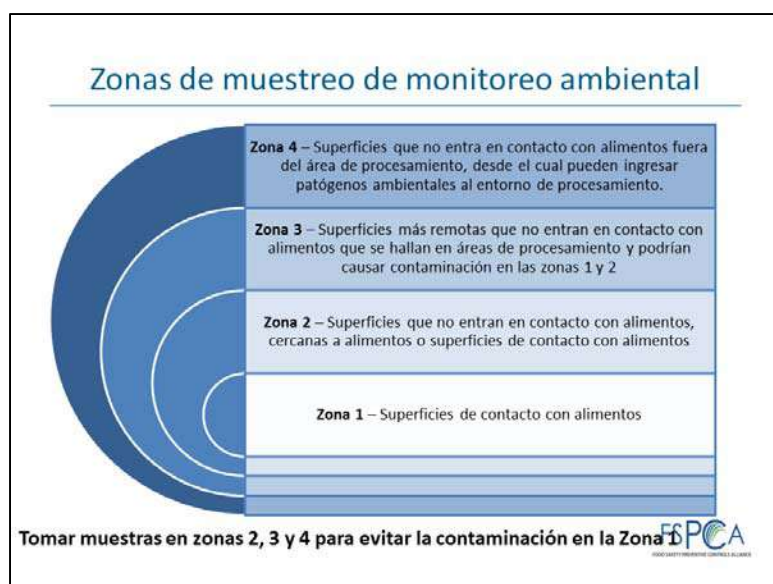 Zonas de muestreo de monitoreo ambiental
Zona 4 – Superficies que no entra en contacto con alimentos fuera
del área de procesamiento, desde el cual pueden ingresar
patógenos ambientales al entorno de procesamiento.
Zona 3 – Superficies más remotas que no entran en contacto con
alimentos que se hallan en áreas de procesamiento y podrían
causar contaminación en las zonas 1 y 2
Zona 2 – Superficies que no entran en contacto con alimentos,
cercanas a alimentos o superficies de contacto con alimentos
Zona 1 – Superficies de contacto con alimentos
Tomar muestras en zonas 2, 3 y 4 para evitar la contaminación en la Zona 1
FSPCA
FOOD SAFETY PREVENTIVE CONTROLS ALLIANCE